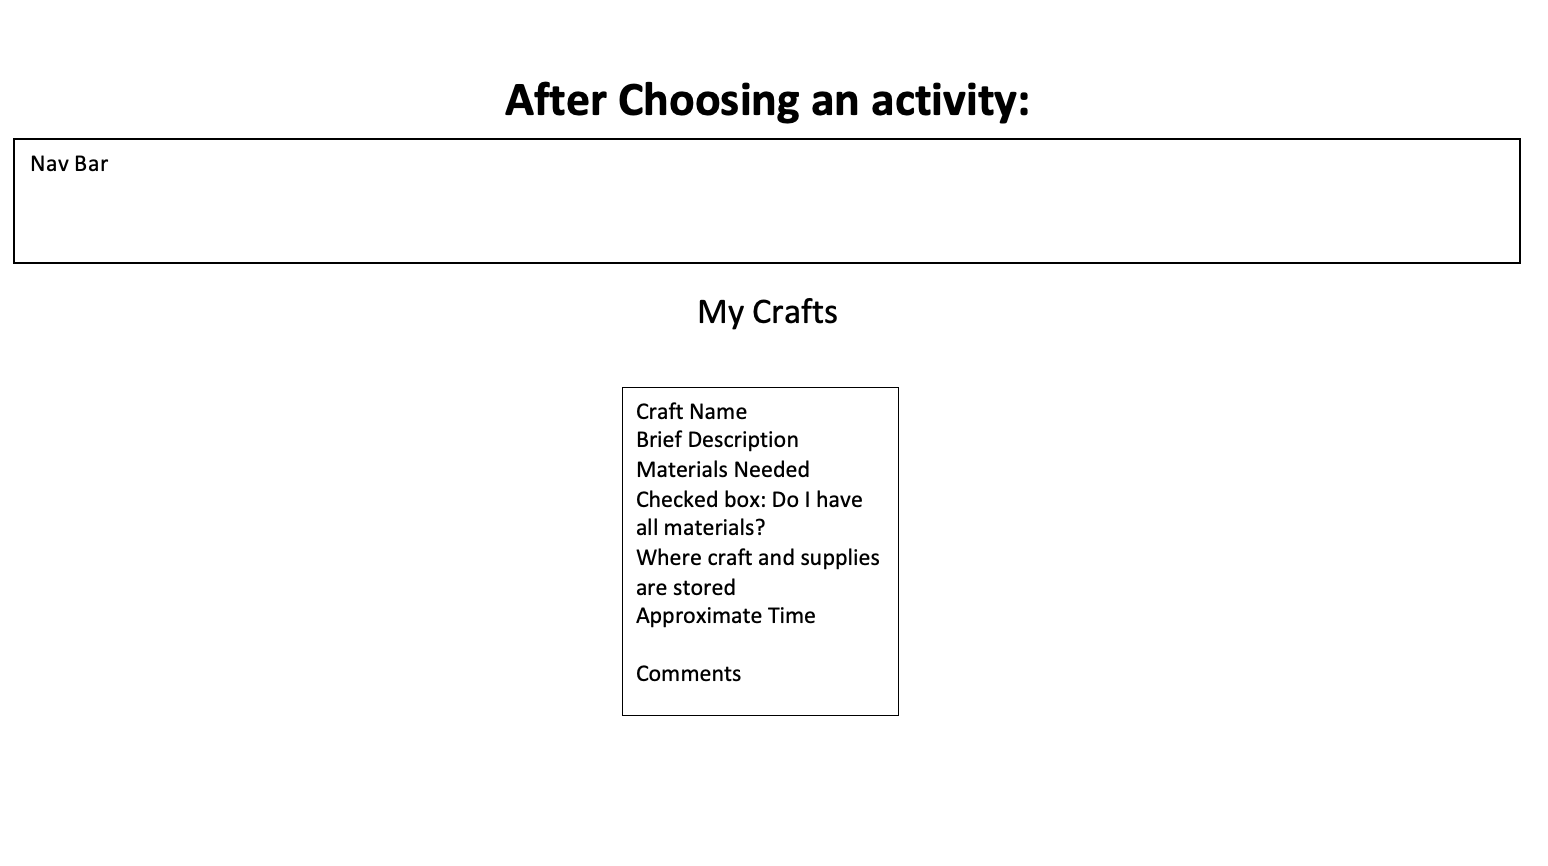 After Choosing an activity:
Nav Bar
My Crafts
Craft Name
Brief Description
Materials Needed
Checked box: Do I have
all materials?
Where craft and supplies
are stored
Approximate Time
Comments